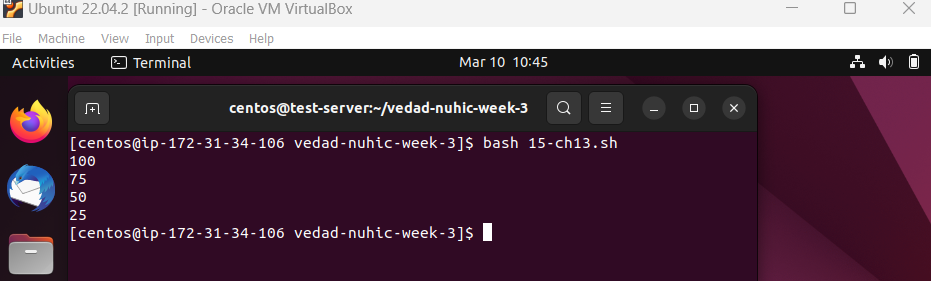 Ubuntu 22.04.2 [Running] - Oracle VM VirtualBox
File Machine View Input Devices Help
Activities Terminal Mar 10 10:45
centos@test-server:~/vedad-nuhic-week-3
[centos@ip-172-31-34-106 vedad-nuhic-week-3]$ bash 15-ch13.sh
100
75
50
25
[centos@ip-172-31-34-106 vedad-nuhic-week-3]$